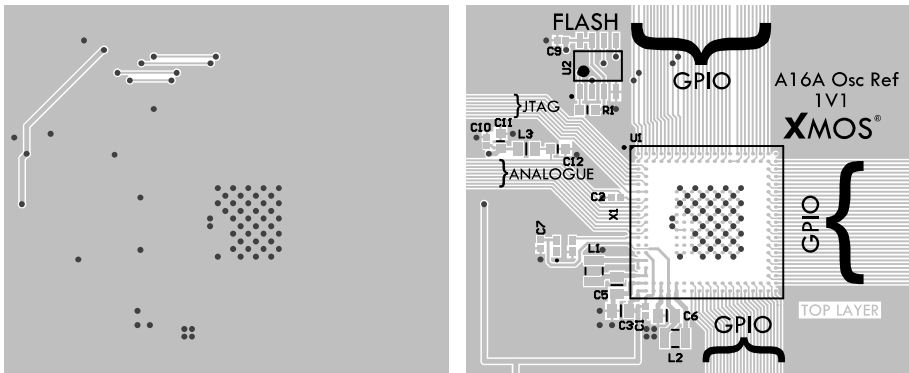 FLASH
C9
U2
GPIO
A16A Osc Ref
1V1
XMOS®
R1
JTAG
U1
C10
C11
L3
C12
ANALOGUE
C2
X1
GPIO
C7
L1
C5
C3
C6
L2
GPIO
TOP LAYER